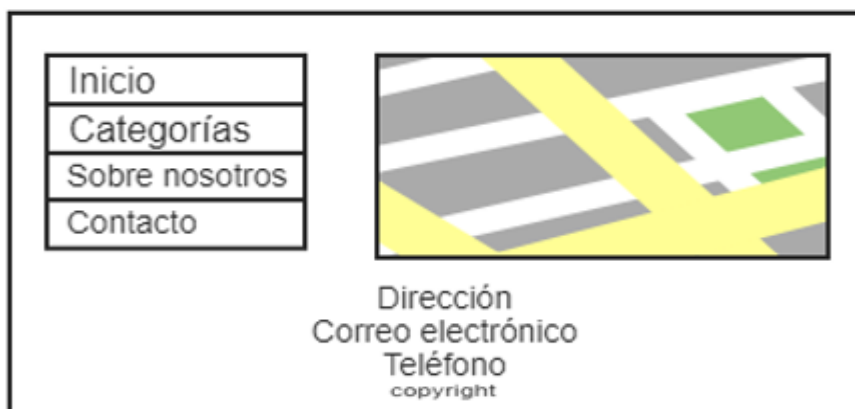 Inicio
Categorías
Sobre nosotros
Contacto
Dirección
Correo electrónico
Teléfono
copyright